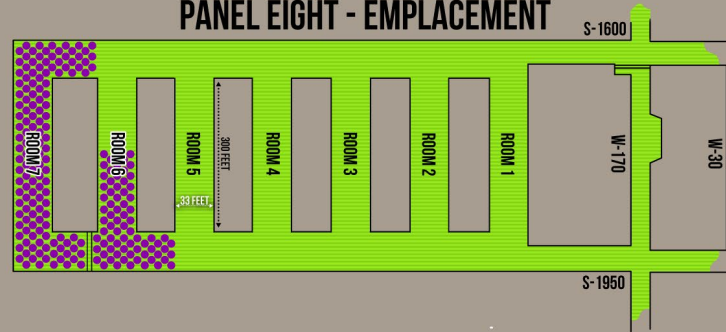 PANEL EIGHT - EMPLACEMENT
S-1600
ROOM 7
ROOM 6
ROOM 5
300 FEET
ROOM 4
ROOM 3
ROOM 2
ROOM 1
W-170
W-30
33 FEET
S-1950